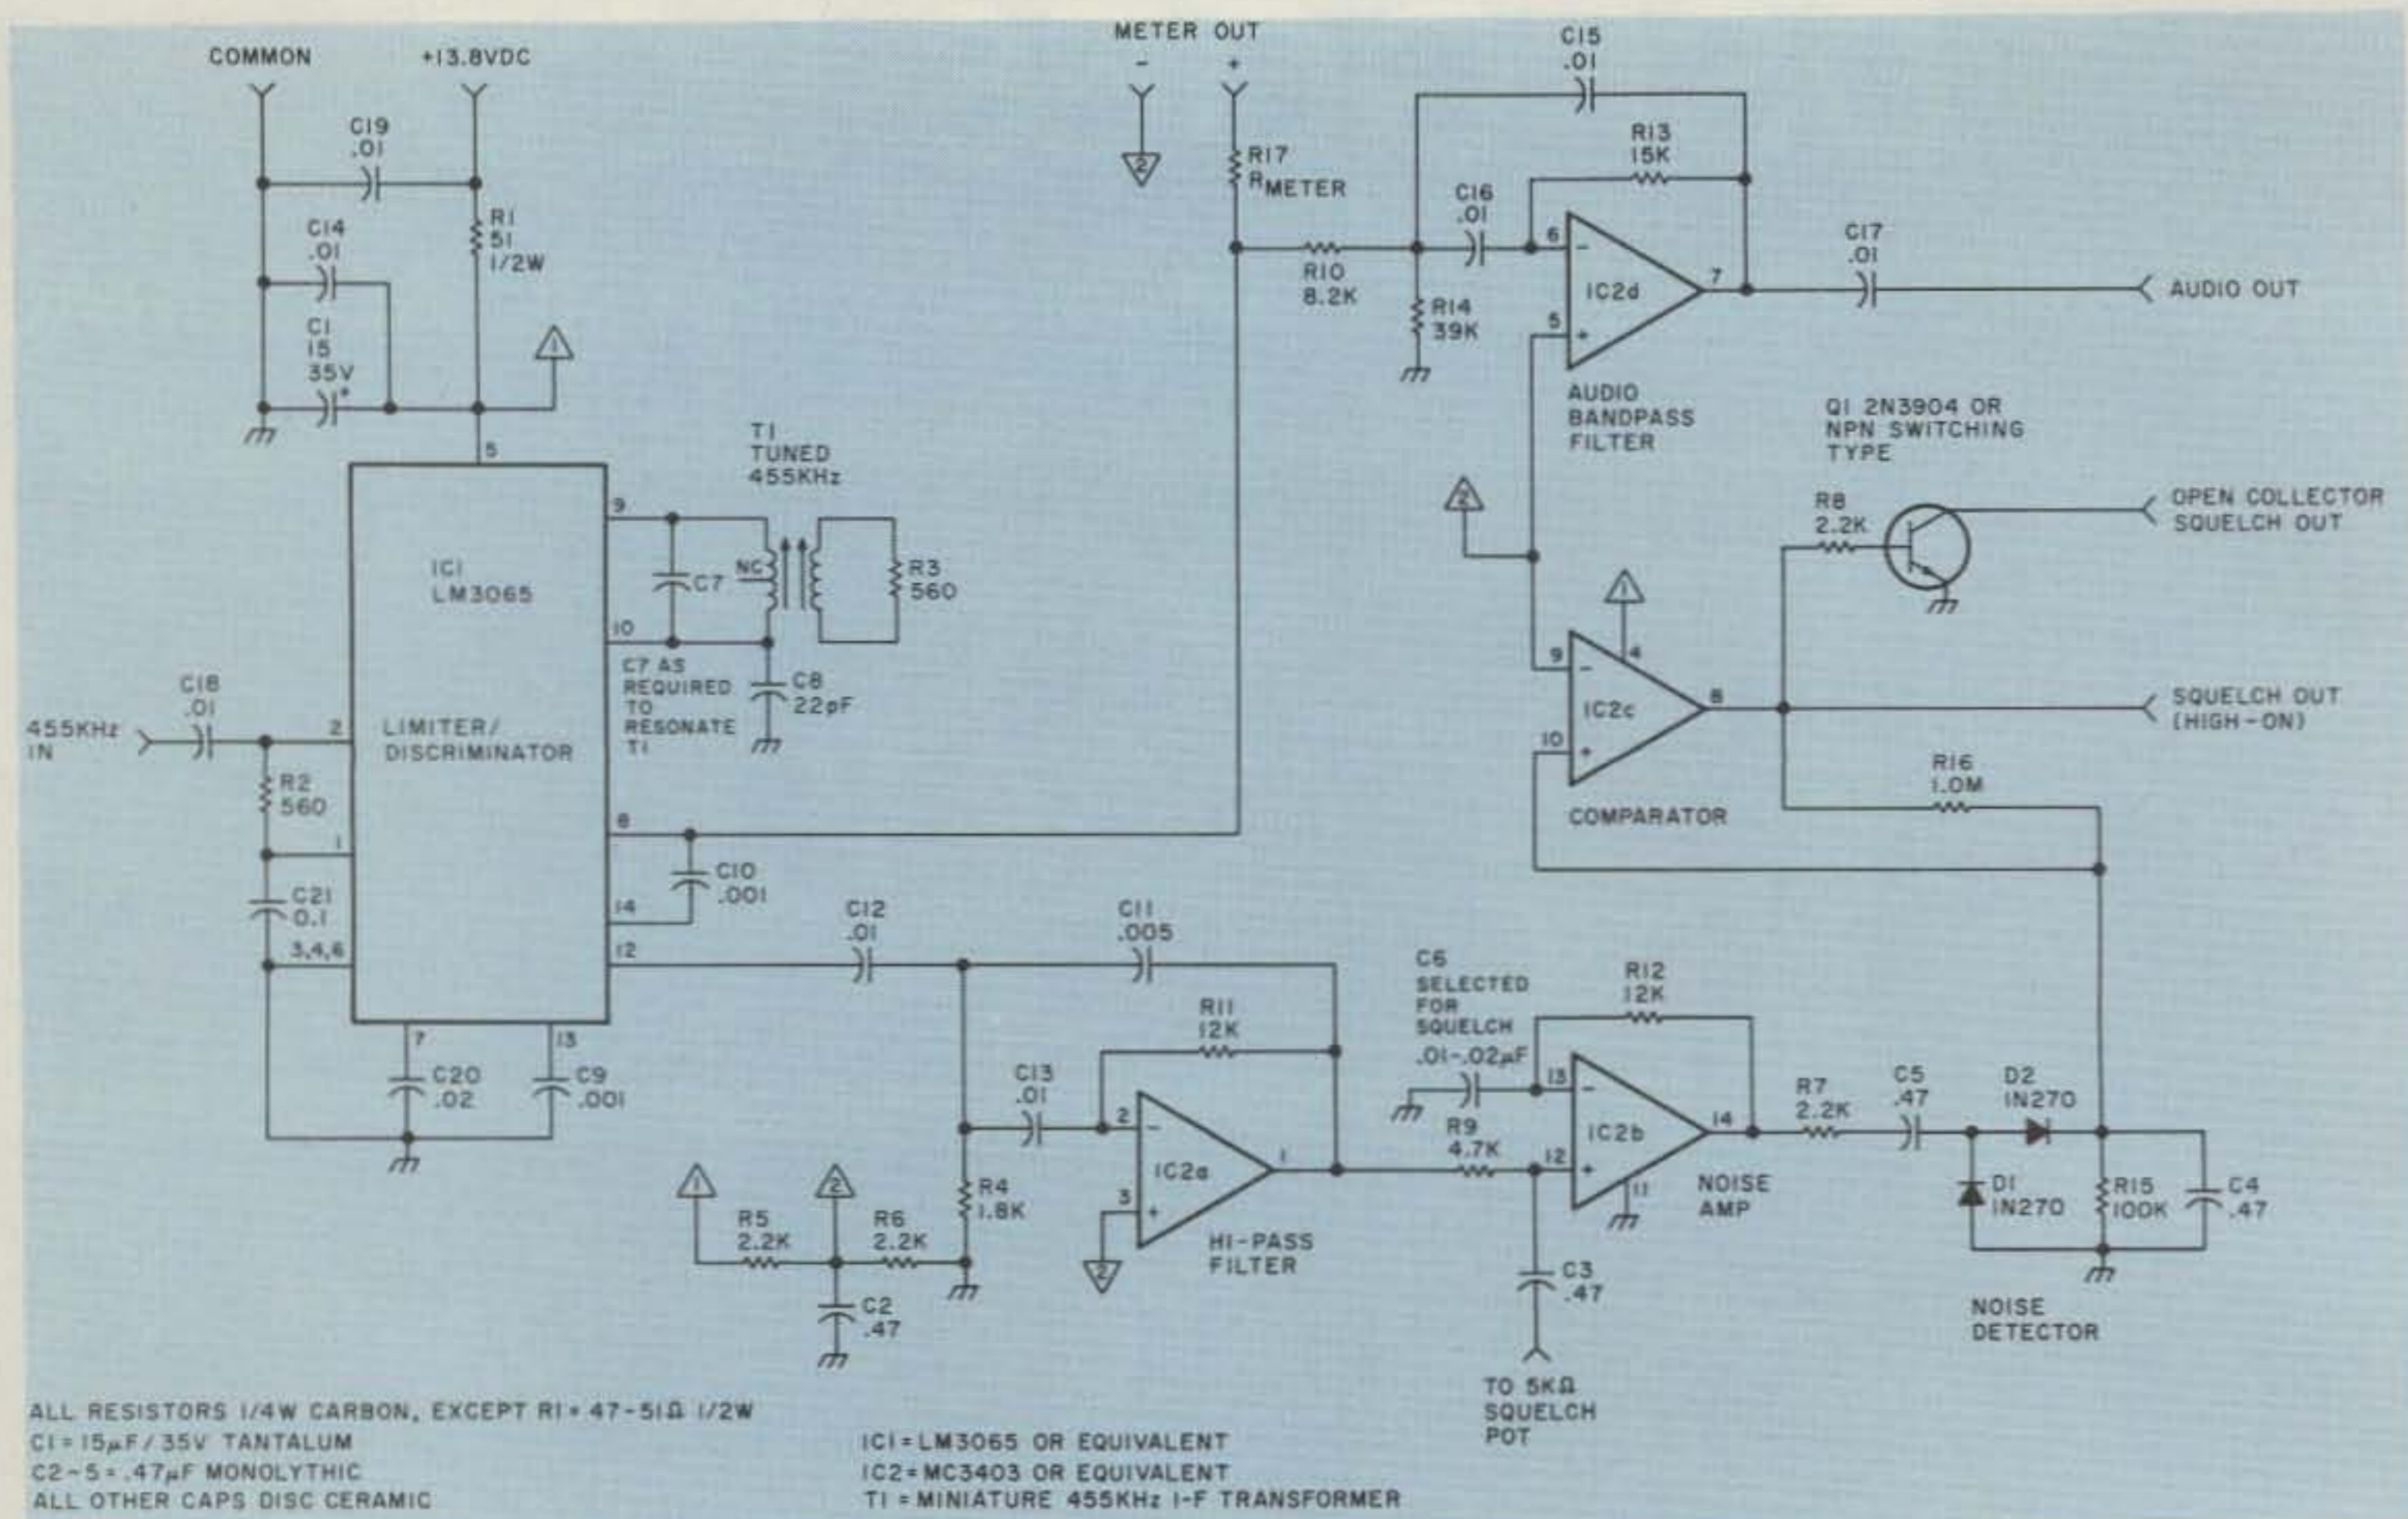 COMMON
+13.8VDC
C19
.01
C14
.01
C1
15
35V
+
R1
51
1/2W
1
5
METER OUT
-
+
2
R17
RMETER
C15
.01
R13
15K
C16
.01
R10
8.2K
R14
39K
6
-
5
+
IC2d
7
C17
.01
AUDIO OUT
AUDIO
BANDPASS
FILTER
T1
TUNED
455KHz
9
10
C7
NC
R3
560
C7 AS
REQUIRED
TO
RESONATE
T1
C8
22pF
IC1
LM3065
LIMITER/
DISCRIMINATOR
455KHz
IN
C18
.01
2
R2
560
1
C21
0.1
3,4,6
7
13
C20
.02
C9
.001
8
C10
.001
14
12
2
Q1 2N3904 OR
NPN SWITCHING
TYPE
R8
2.2K
OPEN COLLECTOR
SQUELCH OUT
1
4
9
-
10
+
IC2c
8
SQUELCH OUT
(HIGH-ON)
R16
1.0M
COMPARATOR
C12
.01
C11
.005
R11
12K
C13
.01
2
-
3
+
IC2a
1
2
HI-PASS
FILTER
R4
1.8K
1
R5
2.2K
2
R6
2.2K
C2
.47
C6
SELECTED
FOR
SQUELCH
.01-.02µF
R12
12K
13
-
R9
4.7K
12
+
IC2b
14
11
NOISE
AMP
C3
.47
TO 5KΩ
SQUELCH
POT
R7
2.2K
C5
.47
D2
1N270
D1
1N270
R15
100K
C4
.47
NOISE
DETECTOR
ALL RESISTORS 1/4W CARBON, EXCEPT R1 = 47-51Ω 1/2W
C1 = 15µF/35V TANTALUM
C2-5 = .47µF MONOLYTHIC
ALL OTHER CAPS DISC CERAMIC
IC1 = LM3065 OR EQUIVALENT
IC2 = MC3403 OR EQUIVALENT
T1 = MINIATURE 455KHz I-F TRANSFORMER